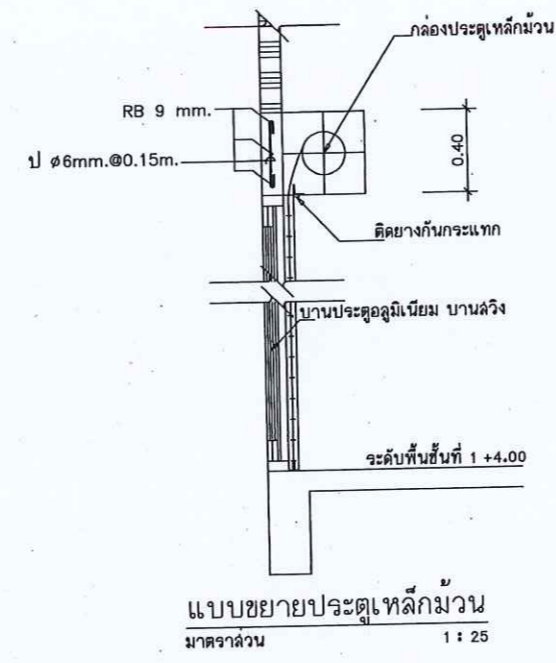 กล่องประตูเหล็กม้วน
RB 9 mm.
ป ø6mm.@0.15m.
0.40
ติดยางกันกระแทก
บานประตูอลูมิเนียม บานสวิง
ระดับพื้นชั้นที่ 1 +4.00
แบบขยายประตูเหล็กม้วน
มาตราส่วน 1 : 25